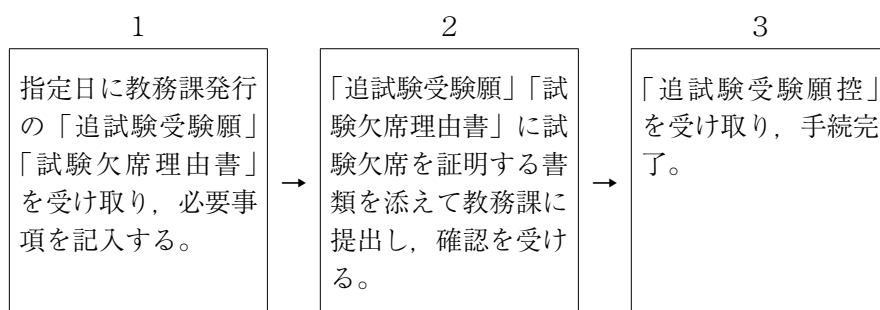 1
指定日に教務課発行
の「追試験受験願」
「試験欠席理由書」
を受け取り，必要事
項を記入する。
→
2
「追試験受験願」「試
験欠席理由書」に試
験欠席を証明する書
類を添えて教務課に
提出し，確認を受け
る。
→
3
「追試験受験願控」
を受け取り，手続完
了。